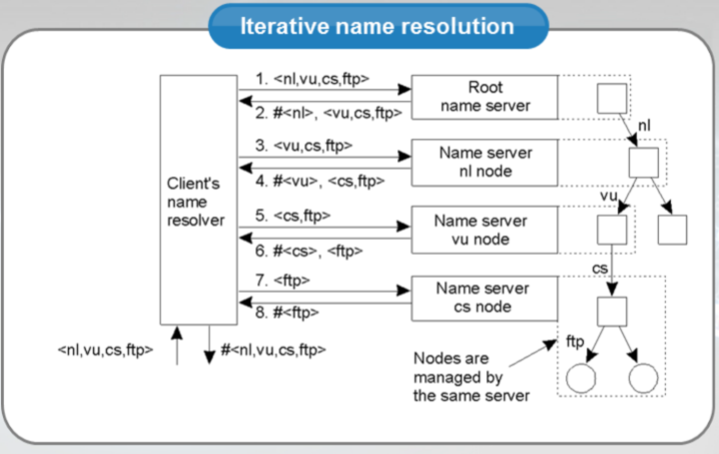 Iterative name resolution
1. <nl,vu,cs,ftp>
2. #<nl>, <vu,cs,ftp>
Root
name server
nl
3. <vu,cs,ftp>
4. #<vu>, <cs,ftp>
Name server
nl node
Client's
name
resolver
vu
5. <cs,ftp>
6. #<cs>, <ftp>
Name server
vu node
cs
7. <ftp>
8. #<ftp>
Name server
cs node
ftp
<nl,vu,cs,ftp>
#<nl,vu,cs,ftp>
Nodes are
managed by
the same server